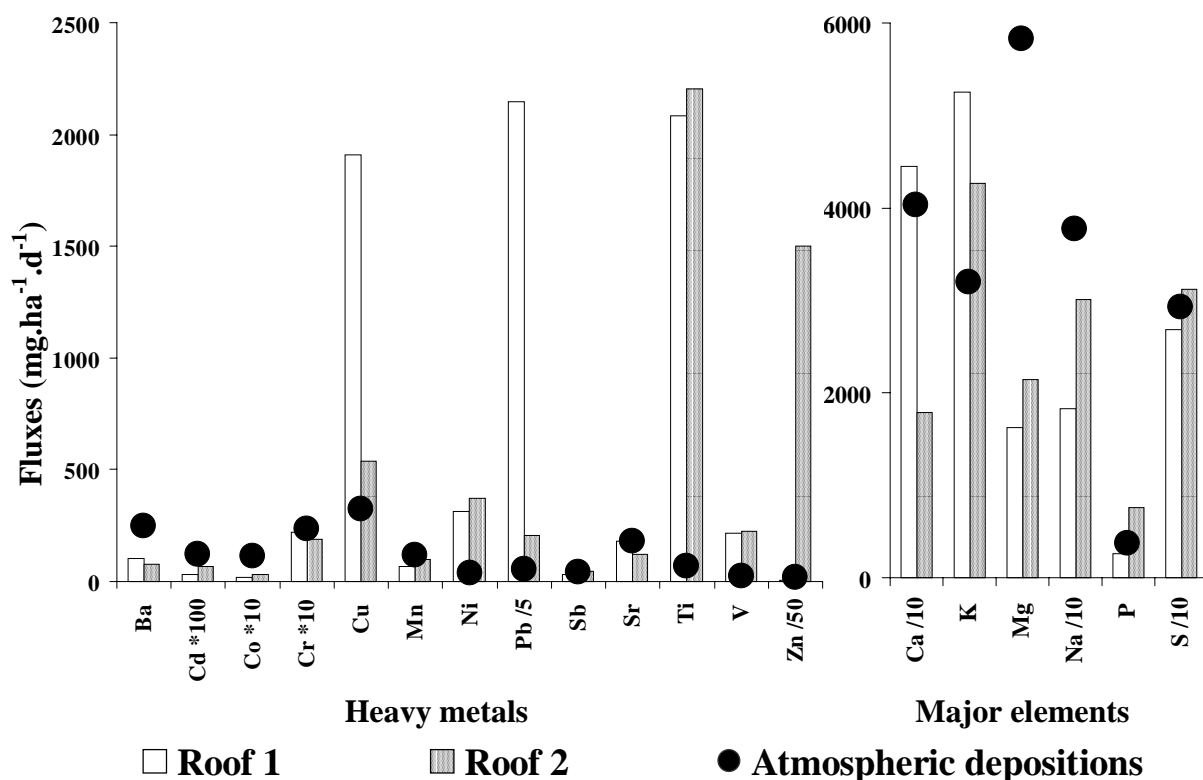 2500
2000
1500
1000
500
0
Fluxes (mg.ha⁻¹.d⁻¹)
Ba
Cd *100
Co *10
Cr *10
Cu
Mn
Ni
Pb /5
Sb
Sr
Ti
V
Zn /50
Heavy metals
6000
4000
2000
0
Ca /10
K
Mg
Na /10
P
S /10
Major elements
Roof 1
Roof 2
Atmospheric depositions